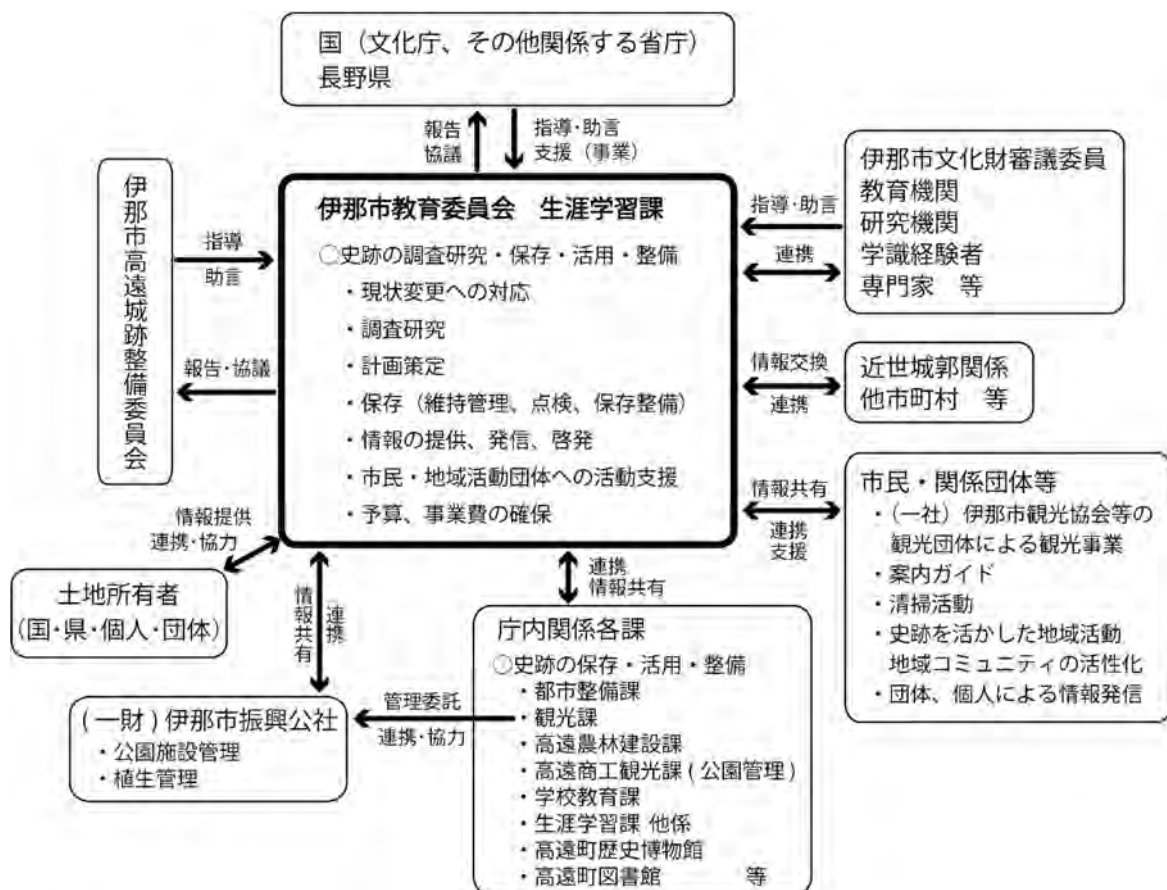 国（文化庁、その他関係する省庁）
長野県
報告
協議
指導・助言
支援（事業）
伊那市高遠城跡整備委員会
指導
助言
報告・協議
伊那市教育委員会　生涯学習課
○史跡の調査研究・保存・活用・整備
・現状変更への対応
・調査研究
・計画策定
・保存（維持管理、点検、保存整備）
・情報の提供、発信、啓発
・市民・地域活動団体への活動支援
・予算、事業費の確保
指導・助言
連携
伊那市文化財審議委員
教育機関
研究機関
学識経験者
専門家　等
情報交換
連携
近世城郭関係
他市町村　等
情報共有
連携
支援
市民・関係団体等
・（一社）伊那市観光協会等の
観光団体による観光事業
・案内ガイド
・清掃活動
・史跡を活かした地域活動
地域コミュニティの活性化
・団体、個人による情報発信
情報提供
連携・協力
土地所有者
（国・県・個人・団体）
情報共有
連携
連携
情報共有
(一財)伊那市振興公社
・公園施設管理
・植生管理
管理委託
連携・協力
庁内関係各課
○史跡の保存・活用・整備
・都市整備課
・観光課
・高遠農林建設課
・高遠商工観光課(公園管理)
・学校教育課
・生涯学習課 他係
・高遠町歴史博物館
・高遠町図書館　　　等